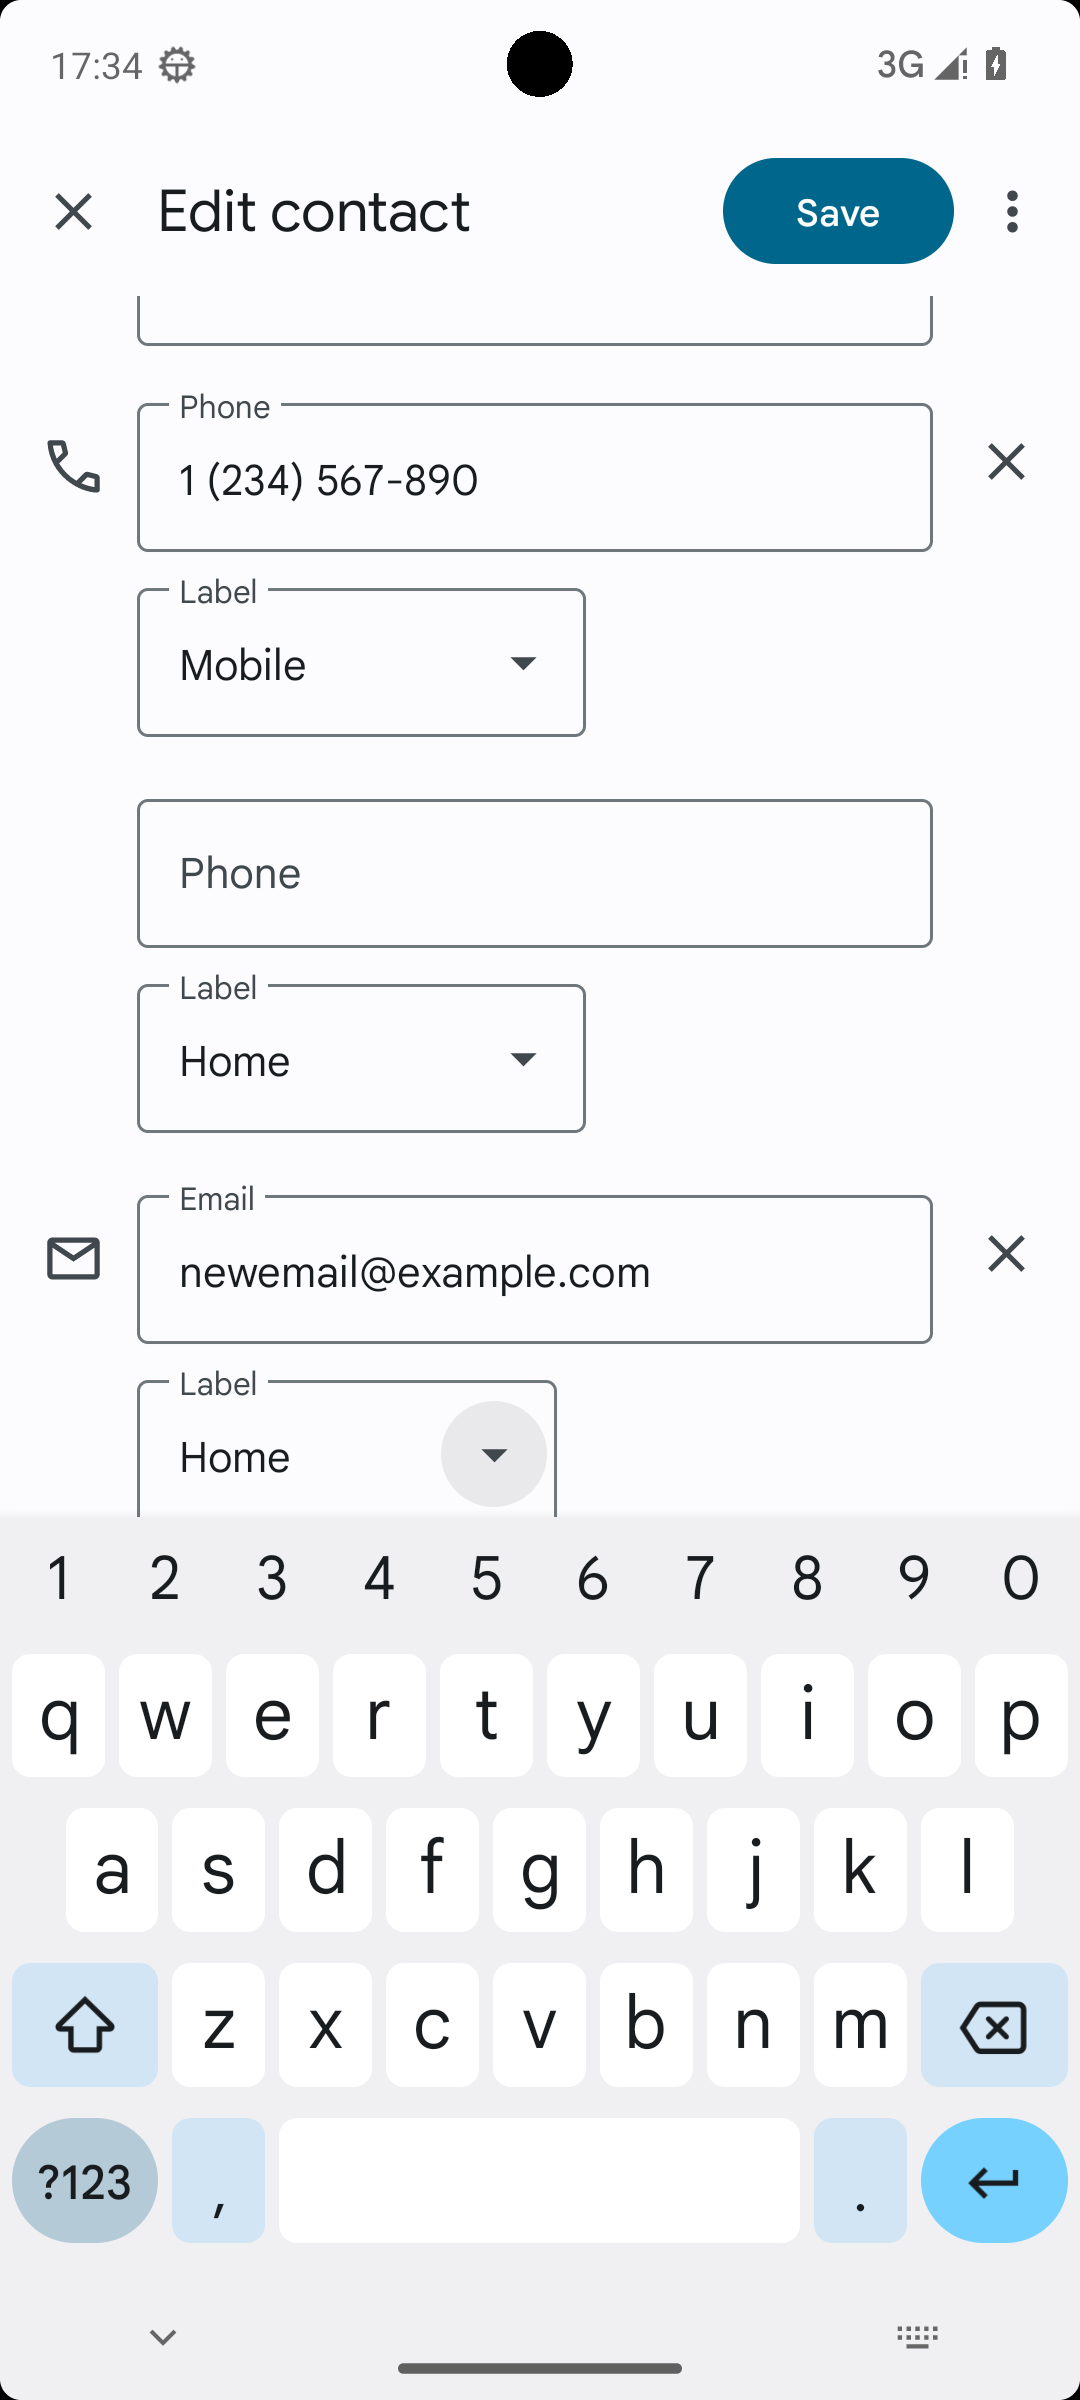 17:34
3G
Edit contact
Save
Phone
1 (234) 567-890
Label
Mobile
Phone
Label
Home
Email
newemail@example.com
Label
Home
1 2 3 4 5 6 7 8 9 0
q w e r t y u i o p
a s d f g h j k l
z x c v b n m
?123 , .